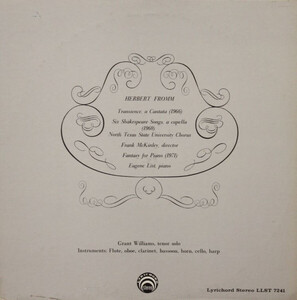 HERBERT FROMM
Transience, a Cantata (1966)
Six Shakespeare Songs, a capella
(1960)
North Texas State University Chorus
Frank McKinley, director
Fantasy for Piano (1971)
Eugene List, piano
Grant Williams, tenor solo
Instruments: Flute, oboe, clarinet, bassoon, horn, cello, harp
Lyrichord Stereo LLST 7241